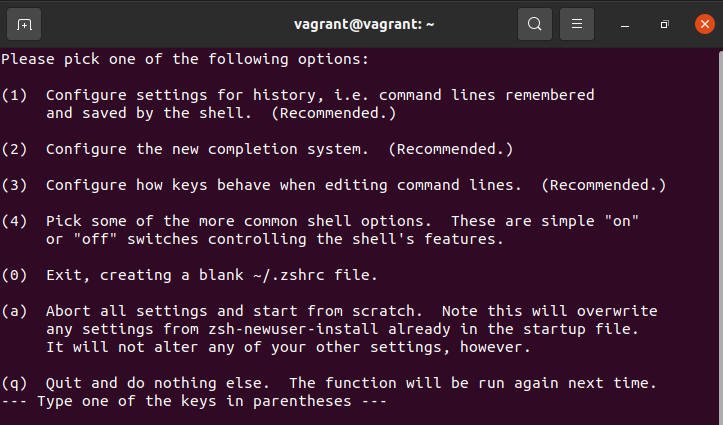 vagrant@vagrant: ~
Please pick one of the following options:
(1)  Configure settings for history, i.e. command lines remembered
     and saved by the shell.  (Recommended.)
(2)  Configure the new completion system.  (Recommended.)
(3)  Configure how keys behave when editing command lines.  (Recommended.)
(4)  Pick some of the more common shell options.  These are simple "on"
     or "off" switches controlling the shell's features.
(0)  Exit, creating a blank ~/.zshrc file.
(a)  Abort all settings and start from scratch.  Note this will overwrite
     any settings from zsh-newuser-install already in the startup file.
     It will not alter any of your other settings, however.
(q)  Quit and do nothing else.  The function will be run again next time.
--- Type one of the keys in parentheses ---